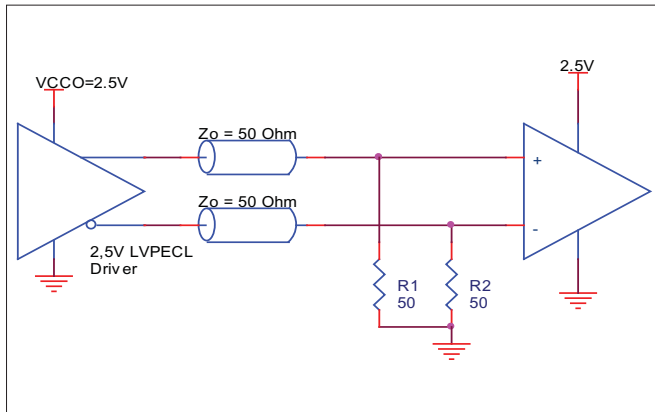 VCCO=2.5V
2.5V
Zo = 50 Ohm
+
Zo = 50 Ohm
-
2,5V LVPECL
Driver
R1
50
R2
50